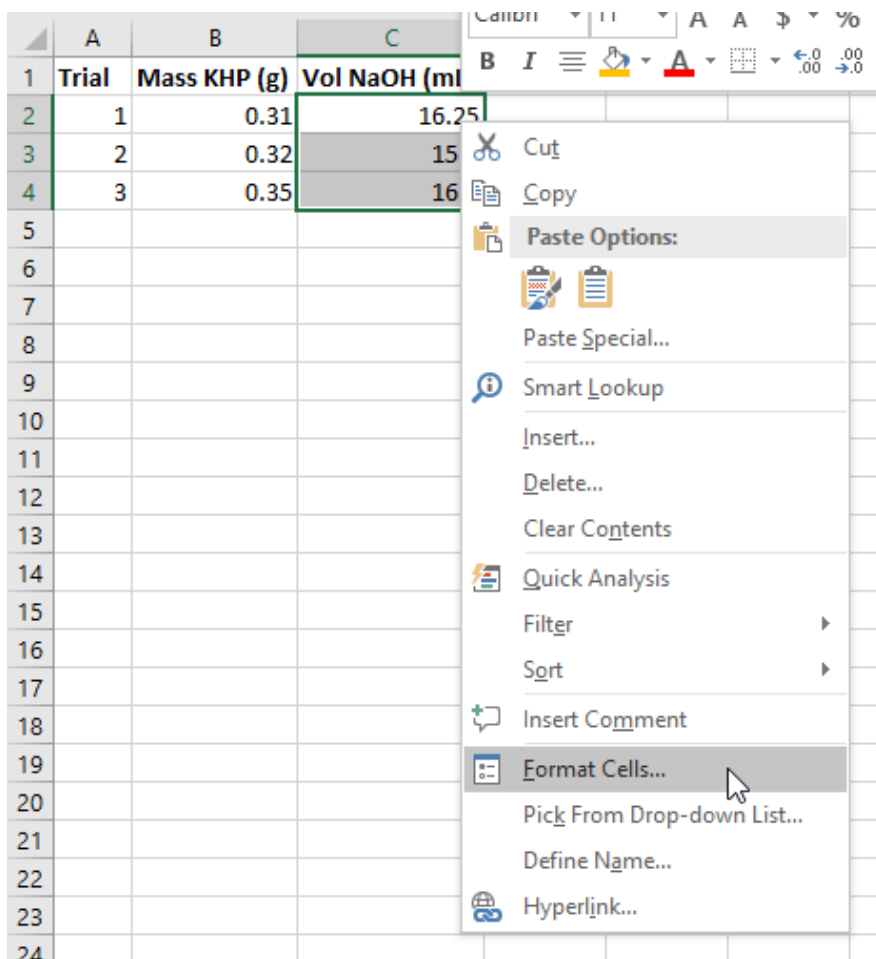 Calibri 11 A A $ %
A B C
B I A .0 .00 .00 .0
1 Trial Mass KHP (g) Vol NaOH (mL
2 1 0.31 16.25
3 2 0.32 15
4 3 0.35 16
5
6
7
8
9
10
11
12
13
14
15
16
17
18
19
20
21
22
23
24
Cut
Copy
Paste Options:
Paste Special...
Smart Lookup
Insert...
Delete...
Clear Contents
Quick Analysis
Filter
Sort
Insert Comment
Format Cells...
Pick From Drop-down List...
Define Name...
Hyperlink...